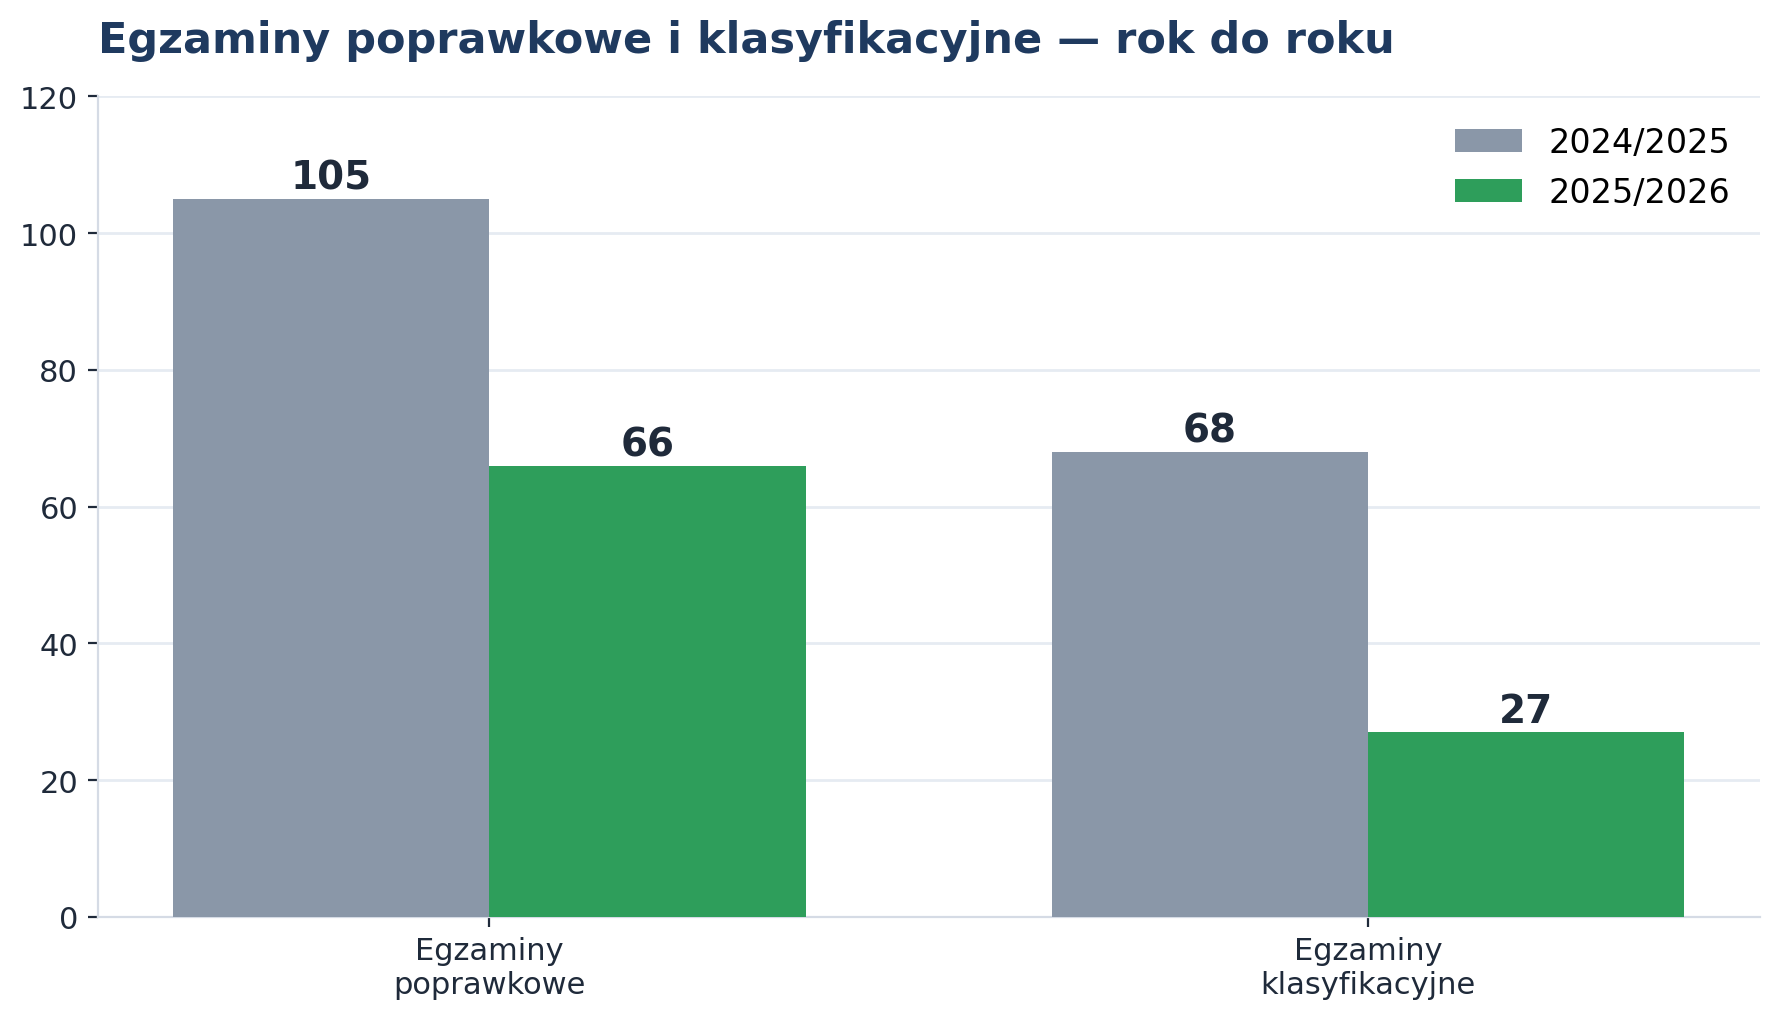 Egzaminy poprawkowe i klasyfikacyjne — rok do roku
120
100
80
60
40
20
0
2024/2025
2025/2026
105
66
68
27
Egzaminy
poprawkowe
Egzaminy
klasyfikacyjne